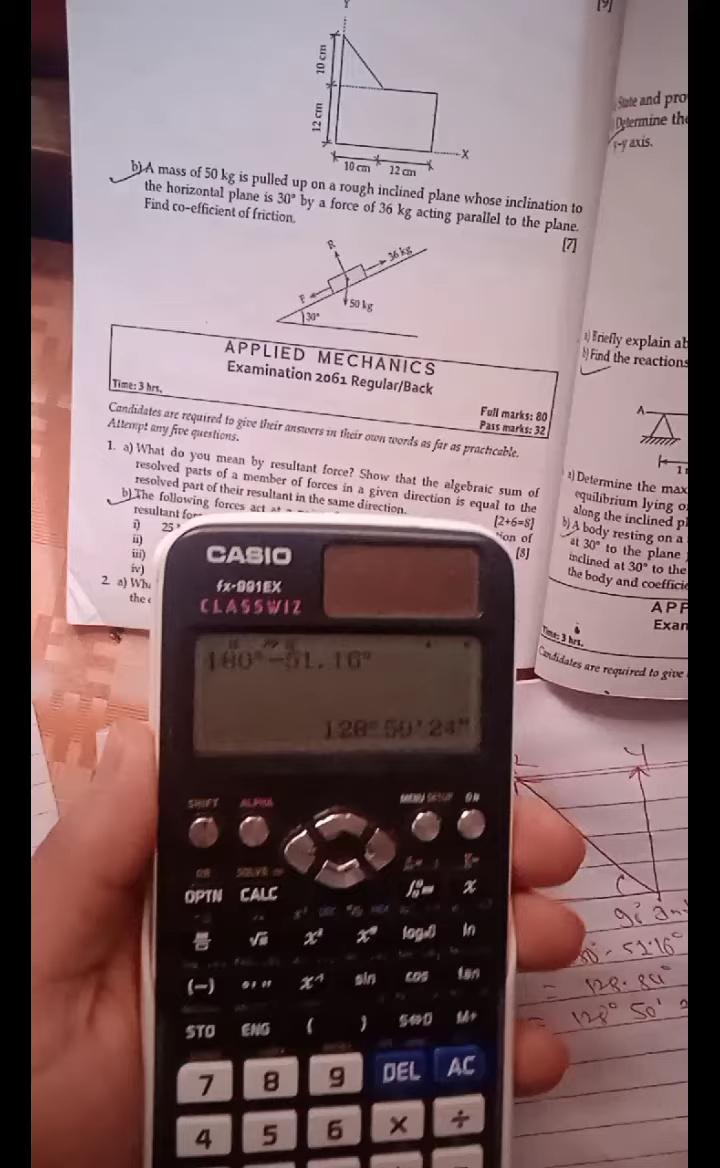 [9]
Y
10 cm
12 cm
X
10 cm 12 cm
b) A mass of 50 kg is pulled up on a rough inclined plane whose inclination to
the horizontal plane is 30° by a force of 36 kg acting parallel to the plane.
Find co-efficient of friction.
[7]
R
36 kg
F
50 kg
30°
APPLIED MECHANICS
Examination 2061 Regular/Back
Time: 3 hrs.
Full marks: 80
Pass marks: 32
Candidates are required to give their answers in their own words as far as practicable.
Attempt any five questions.
1. a) What do you mean by resultant force? Show that the algebraic sum of
resolved parts of a member of forces in a given direction is equal to the
resolved part of their resultant in the same direction.
[2+6=8]
b) The following forces act at a
resultant
[8]
i) 25
ii)
iii)
iv)
2. a)
the
State and
Determine the
x-y axis.
a) Briefly explain
b) Find the reactions
A
a) Determine the max
equilibrium lying
along the inclined
b) A body resting on a
at 30° to the plane
inclined at 30° to the
the body and
Time: 3 hrs.
Candidates are required to give
CASIO
fx-991EX
CLASSWIZ
180°-51.16°
128°50'24"
SHIFT ALPHA MENU SETUP ON
OPTN CALC x
SOLVE =
x² log ln
(-) x⁻¹ sin cos tan
STO ENG ( ) S⇔D M+
7 8 9 DEL AC
4 5 6 × ÷
y
- 51.16°
= 128.84°
= 128° 50'